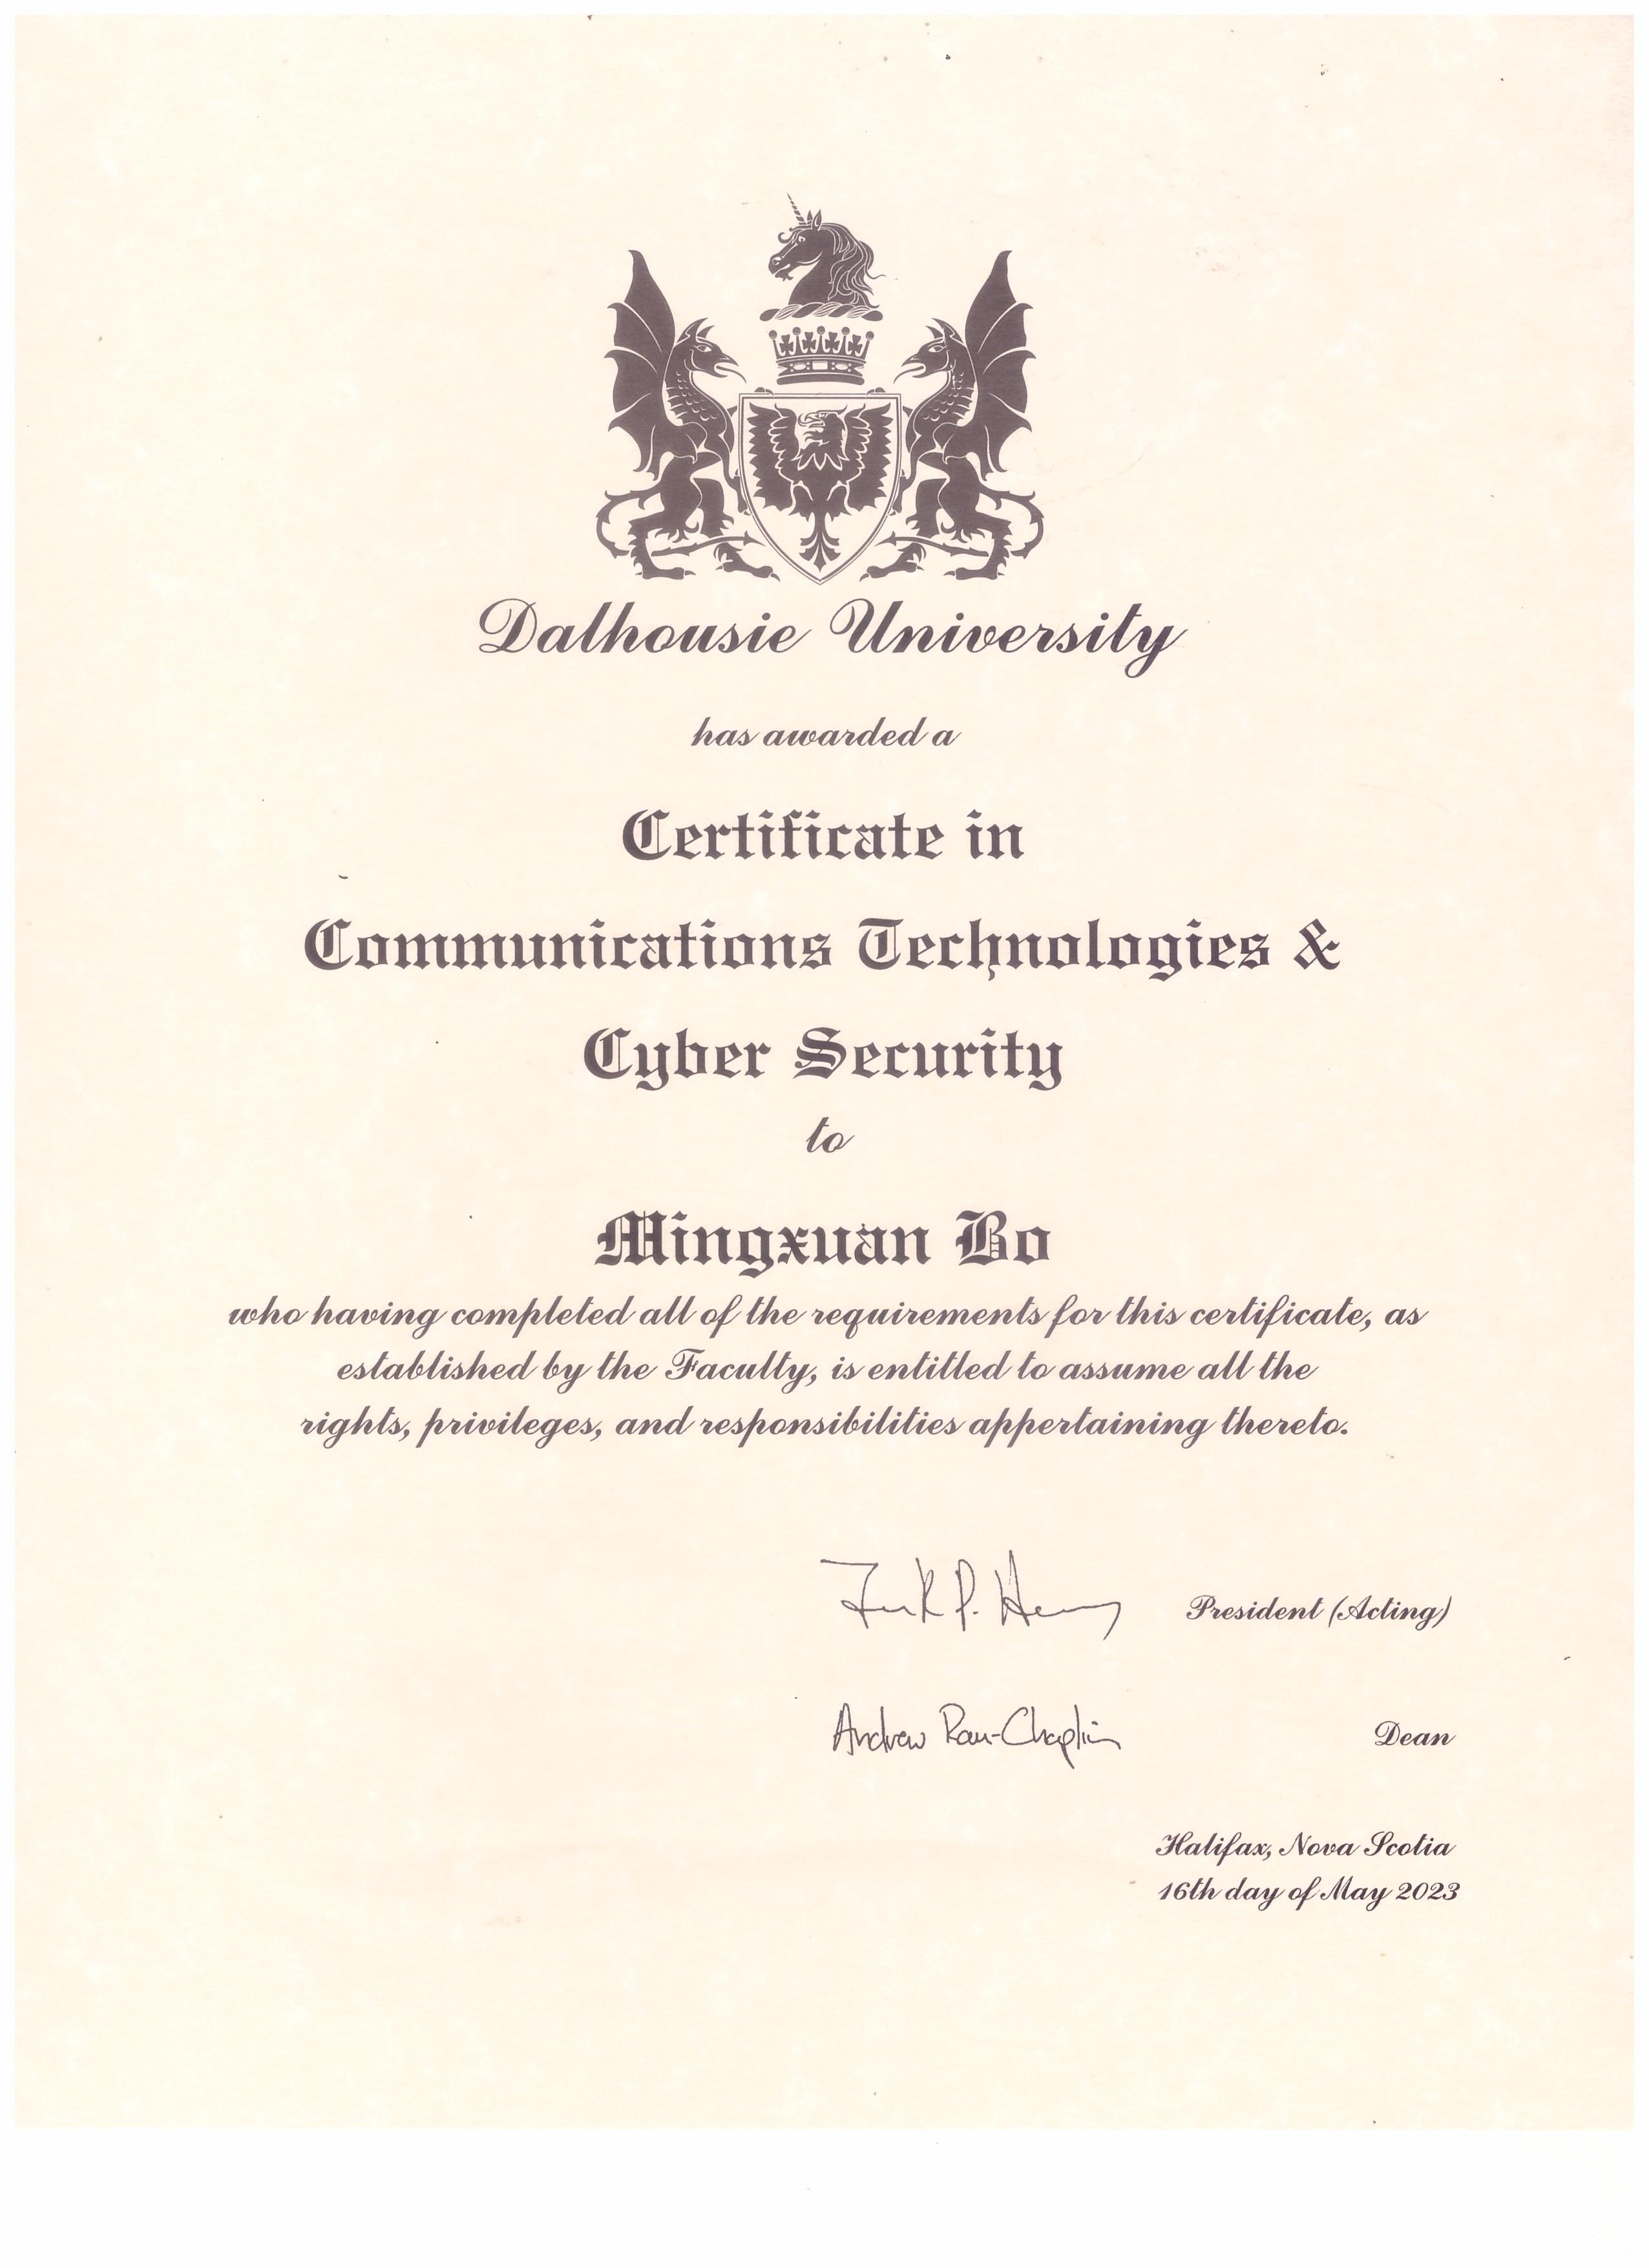 Dalhousie University
has awarded a
Certificate in
Communications Technologies &
Cyber Security
to
Mingxuan Bo
who having completed all of the requirements for this certificate, as
established by the Faculty, is entitled to assume all the
rights, privileges, and responsibilities appertaining thereto.
President (Acting)
Andrew Rau-Chaplin Dean
Halifax, Nova Scotia
16th day of May 2023